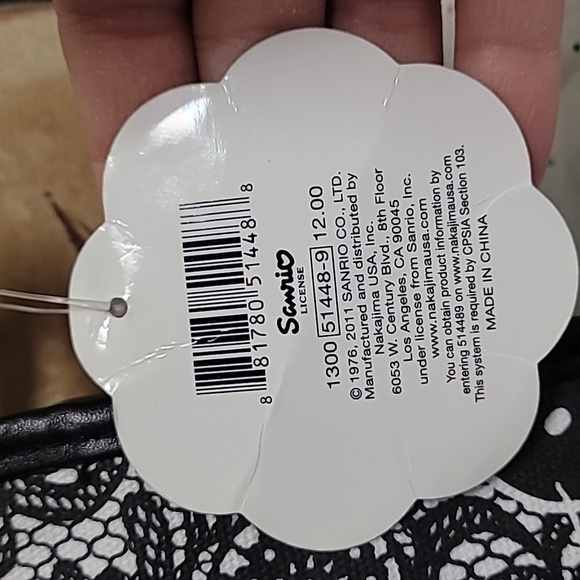 8 81780 51448 8
Sanrio
LICENSE
1300 51448-9 12.00
© 1976, 2011 SANRIO CO., LTD.
Manufactured and distributed by
Nakajima USA, Inc.
6053 W. Century Blvd., 8th Floor
Los Angeles, CA 90045
under license from Sanrio, Inc.
www.nakajimausa.com
You can obtain product information by
entering 514489 on www.nakajimausa.com
This system is required by CPSIA Section 103.
MADE IN CHINA